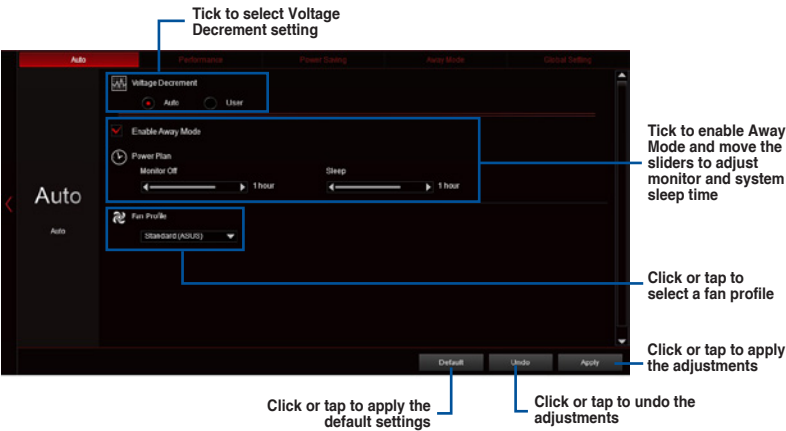 Tick to select Voltage
Decrement setting
Auto
Performance
Power Saving
Away Mode
Global Setting
Voltage Decrement
Auto
User
Enable Away Mode
Power Plan
Monitor Off
Sleep
1 hour
1 hour
Auto
Auto
Fan Profile
Standard (ASUS)
Tick to enable Away
Mode and move the
sliders to adjust
monitor and system
sleep time
Click or tap to
select a fan profile
Default
Undo
Apply
Click or tap to apply
the adjustments
Click or tap to apply the
default settings
Click or tap to undo the
adjustments